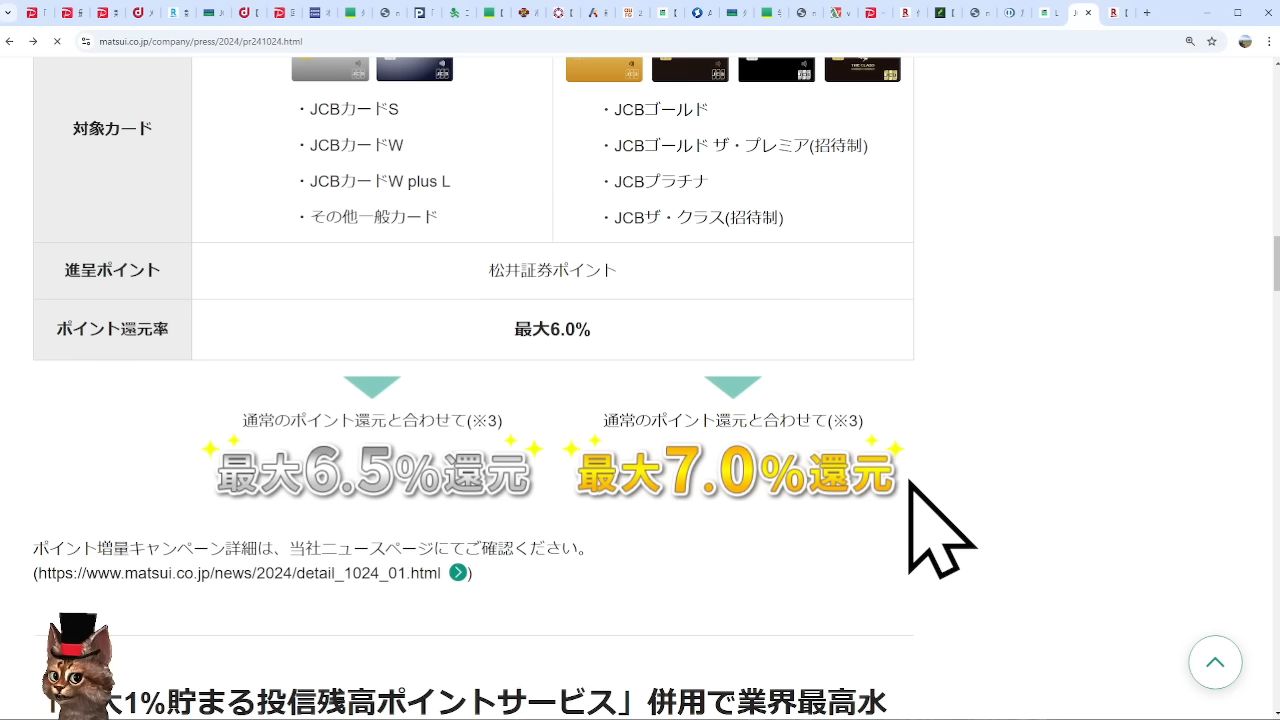 matsui.co.jp/company/press/2024/pr241024.html
対象カード
・JCBカードS
・JCBカードW
・JCBカードW plus L
・その他一般カード
・JCBゴールド
・JCBゴールド ザ・プレミア(招待制)
・JCBプラチナ
・JCBザ・クラス(招待制)
進呈ポイント
松井証券ポイント
ポイント還元率
最大6.0%
通常のポイント還元と合わせて(※3)
最大6.5%還元
通常のポイント還元と合わせて(※3)
最大7.0%還元
ポイント増量キャンペーン詳細は、当社ニュースページにてご確認ください。
(https://www.matsui.co.jp/news/2024/detail_1024_01.html )
大1%貯まる投信残高ポイントサービス」併用で業界最高水